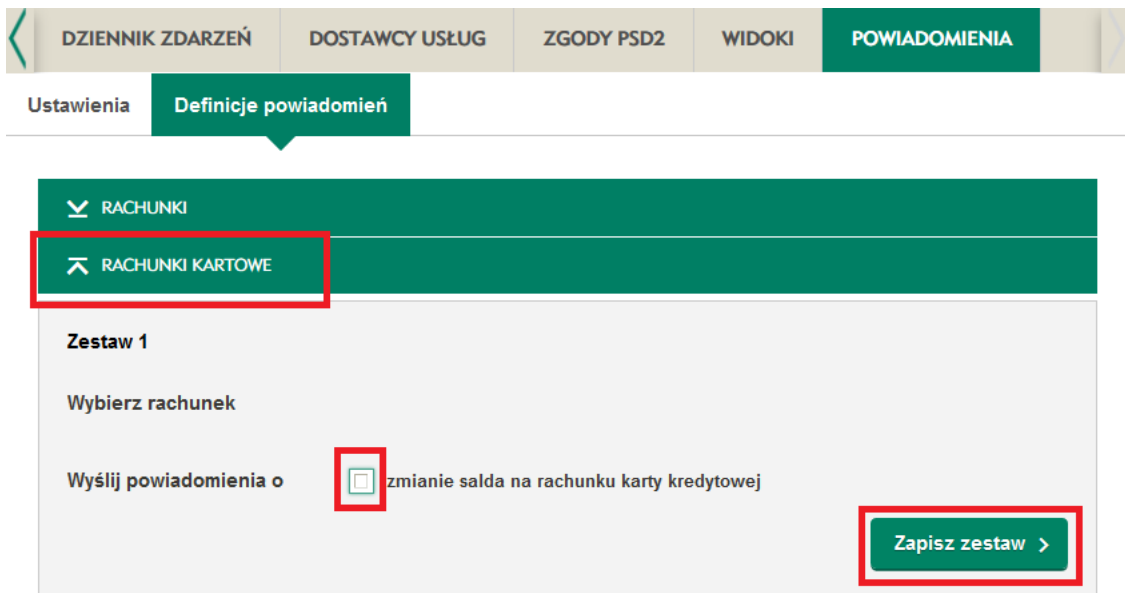 DZIENNIK ZDARZEŃ DOSTAWCY USŁUG ZGODY PSD2 WIDOKI POWIADOMIENIA
Ustawienia Definicje powiadomień
RACHUNKI
RACHUNKI KARTOWE
Zestaw 1
Wybierz rachunek
Wyślij powiadomienia o zmianie salda na rachunku karty kredytowej
Zapisz zestaw